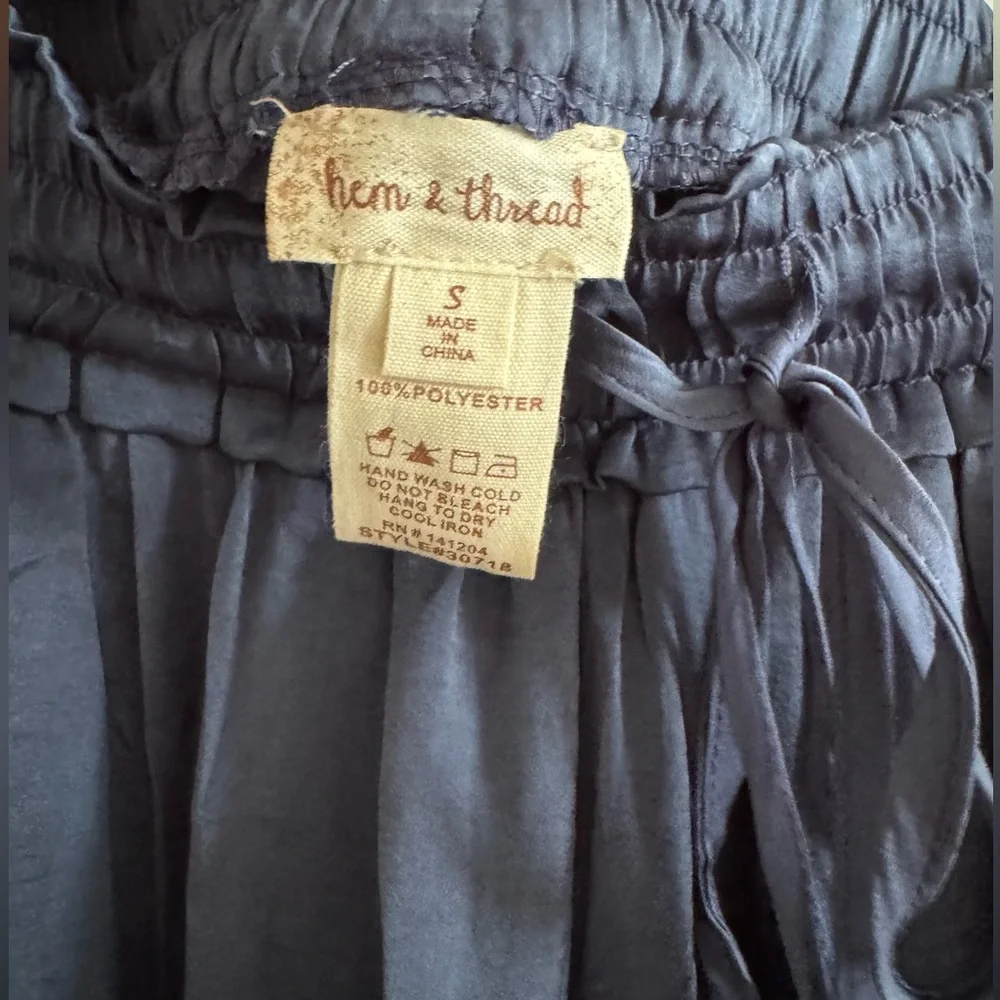 hem & thread
S
MADE
IN
CHINA
100%POLYESTER
HAND WASH COLD
DO NOT BLEACH
HANG TO DRY
COOL IRON
RN#141204
STYLE#30718